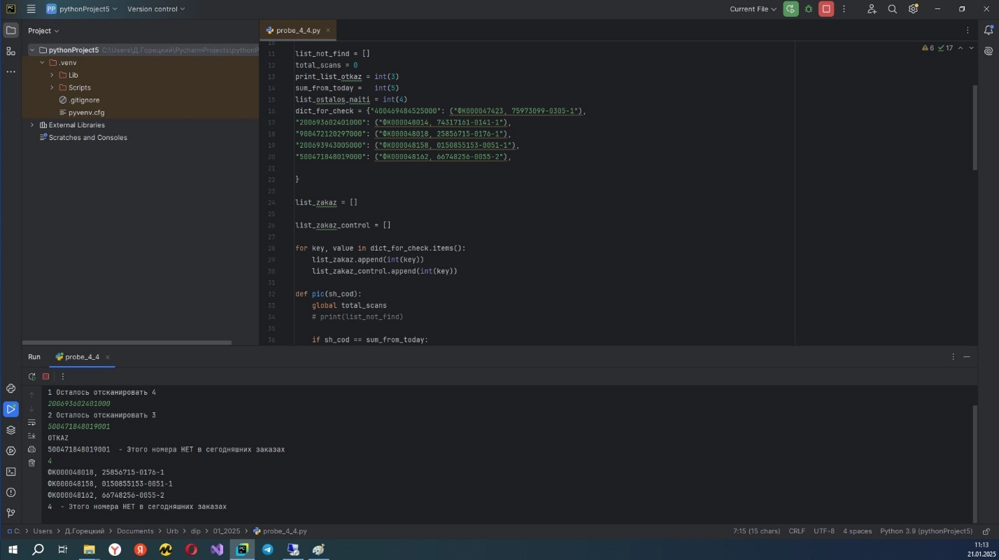 PC
PP pythonProject5
Version control
Current File
Project
probe_4_4.py
pythonProject5 C:\Users\Д.Горецкий\PycharmProjects\pythonP
.venv
Lib
Scripts
.gitignore
pyvenv.cfg
External Libraries
Scratches and Consoles
6 17
10
11 list_not_find = []
12 total_scans = 0
13 print_list_otkaz = int(3)
14 sum_from_today =   int(5)
15 list_ostalos_naiti = int(4)
16 dict_for_check = {"400469484525000": ("ФК000047423, 75973099-0305-1"),
17 "200693602401000": ("ФК000048014, 74317161-0141-1"),
18 "900472120297000": ("ФК000048018, 25856715-0176-1"),
19 "200693943005000": ("ФК000048158, 0150855153-0051-1"),
20 "500471848019000": ("ФК000048162, 66748256-0055-2"),
21
22 }
23
24 list_zakaz = []
25
26 list_zakaz_control = []
27
28 for key, value in dict_for_check.items():
29     list_zakaz.append(int(key))
30     list_zakaz_control.append(int(key))
31
32 def pic(sh_cod):
33     global total_scans
34     # print(list_not_find)
35
36     if sh_cod == sum_from_today:
Run probe_4_4
1 Осталось отсканировать 4
200693602401000
2 Осталось отсканировать 3
500471848019001
OTKAZ
500471848019001  - Этого номера НЕТ в сегодняшних заказах
4
ФК000048018, 25856715-0176-1
ФК000048158, 0150855153-0051-1
ФК000048162, 66748256-0055-2
4  - Этого номера НЕТ в сегодняшних заказах
C: > Users > Д.Горецкий > Documents > Urb > dip > 01_2025 > probe_4_4.py
7:15 (15 chars) CRLF UTF-8 4 spaces Python 3.9 (pythonProject5)
Y
Я
PC
11:13
21.01.2025